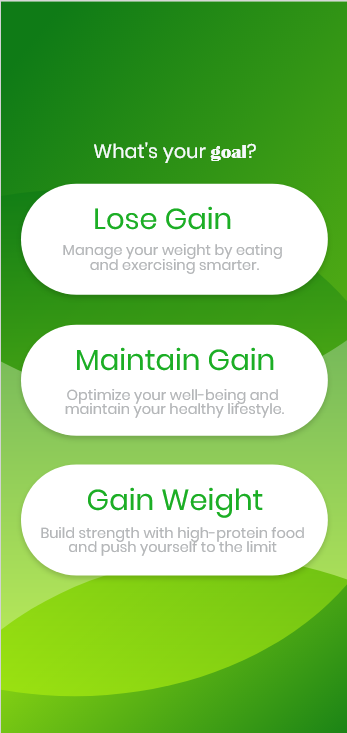 What's your goal?
Lose Gain
Manage your weight by eating
and exercising smarter.
Maintain Gain
Optimize your well-being and
maintain your healthy lifestyle.
Gain Weight
Build strength with high-protein food
and push yourself to the limit